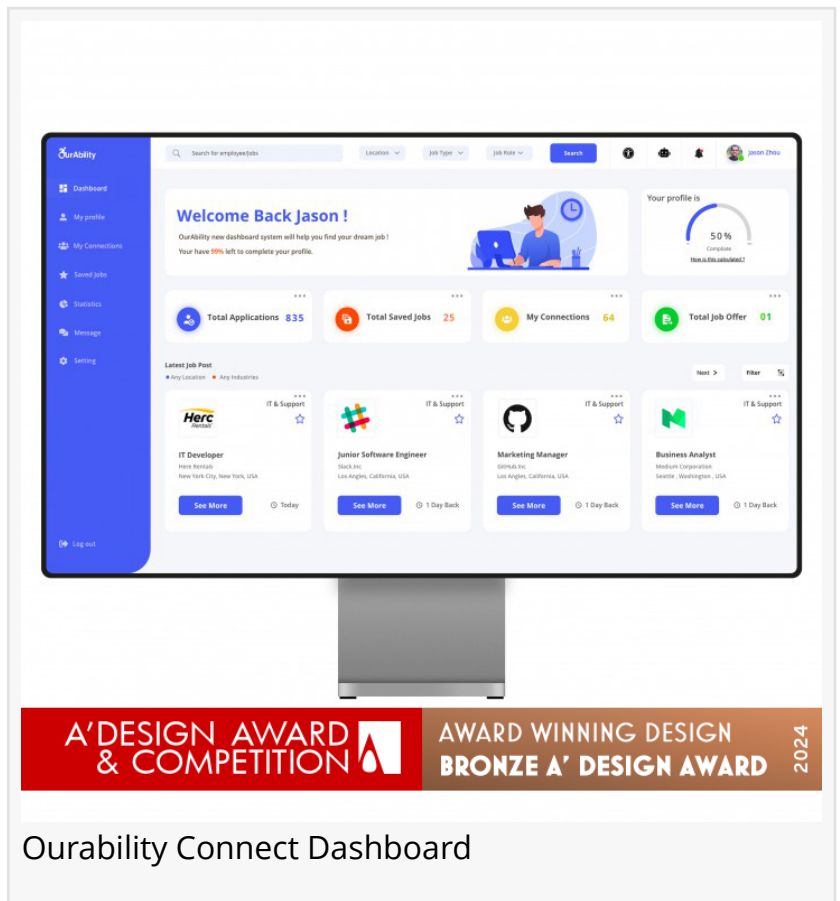 OurAbility
Search for employee/jobs
Location
Job Type
Job Role
Search
Jason Zhou
Dashboard
My profile
My Connections
Saved Jobs
Statistics
Message
Setting
Log out
Welcome Back Jason !
OurAbility new dashboard system will help you find your dream job !
Your have 99% left to complete your profile.
Your profile is
50%
Complate
How is this calculated ?
Total Applications 835
Total Saved Jobs 25
My Connections 64
Total Job Offer 01
Latest Job Post
Any Location Any Industries
Next >
Filter
IT & Support
Herc
Rentals
IT Developer
Here Rentals
New York City, New York, USA
See More
Today
IT & Support
Junior Software Engineer
Slack.Inc
Los Angles, California, USA
See More
1 Day Back
IT & Support
Marketing Manager
GitHub.Inc
Los Angles, California, USA
See More
1 Day Back
IT & Support
Business Analyst
Medium Corporation
Seattle , Washington , USA
See More
1 Day Back
A'DESIGN AWARD
& COMPETITION
AWARD WINNING DESIGN
BRONZE A' DESIGN AWARD
2024
Ourability Connect Dashboard